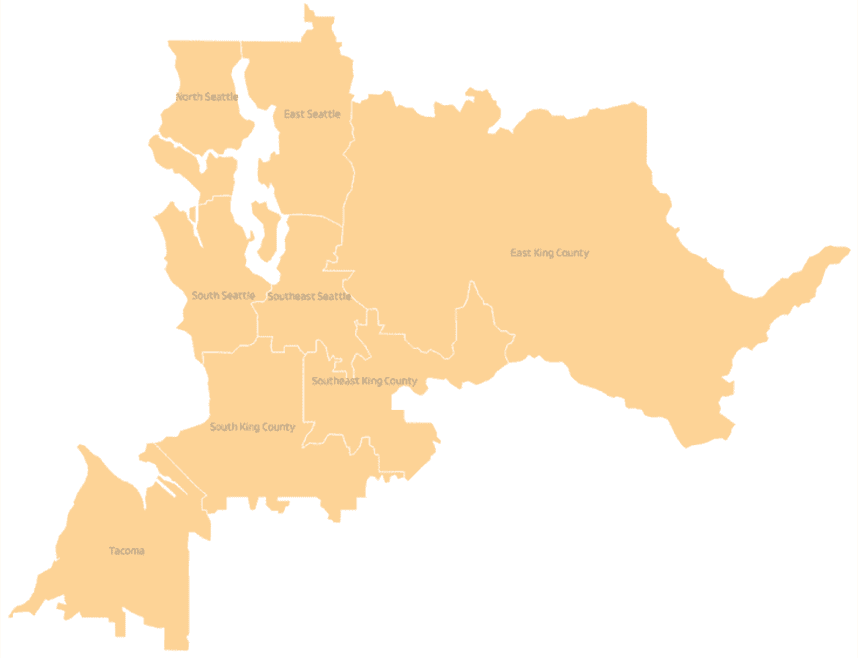 North Seattle
East Seattle
East King County
South Seattle
Southeast Seattle
Southeast King County
South King County
Tacoma